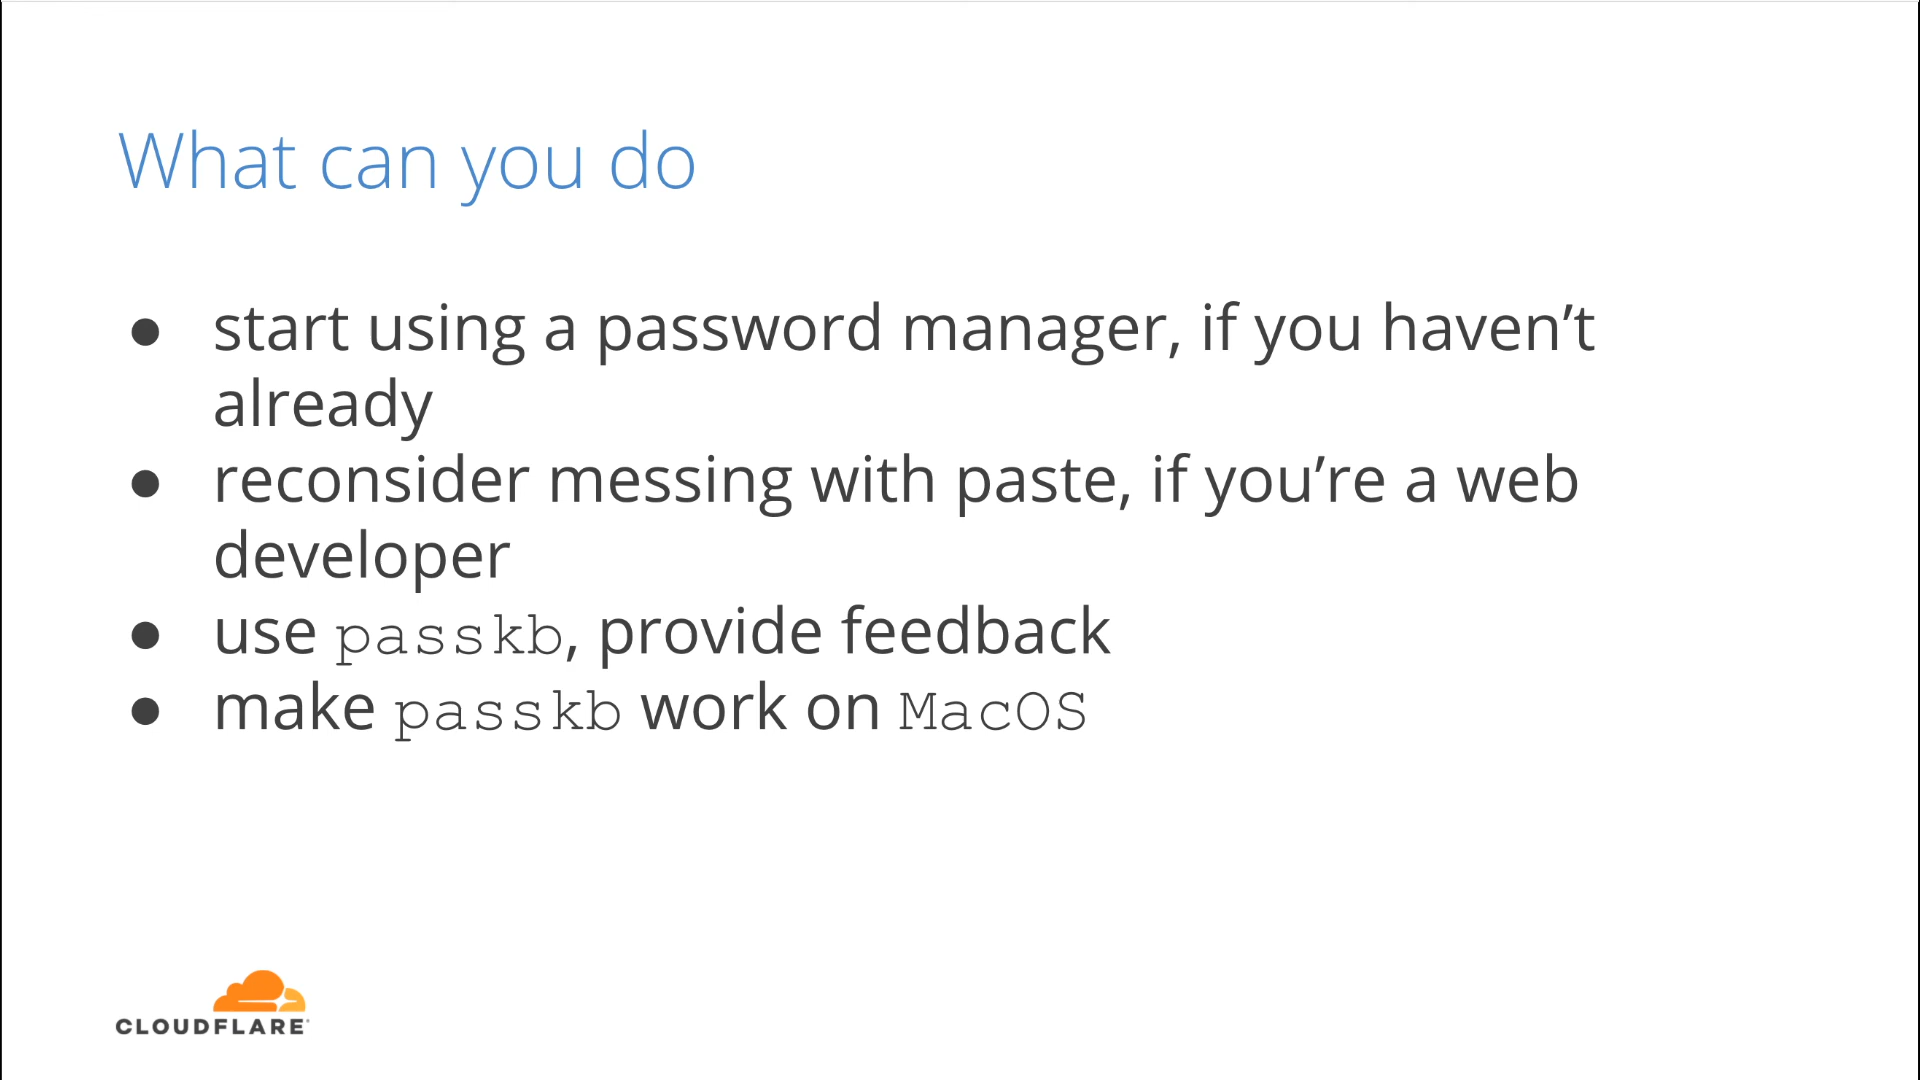 What can you do
● start using a password manager, if you haven’t
already
● reconsider messing with paste, if you’re a web
developer
● use passkb, provide feedback
● make passkb work on MacOS
CLOUDFLARE